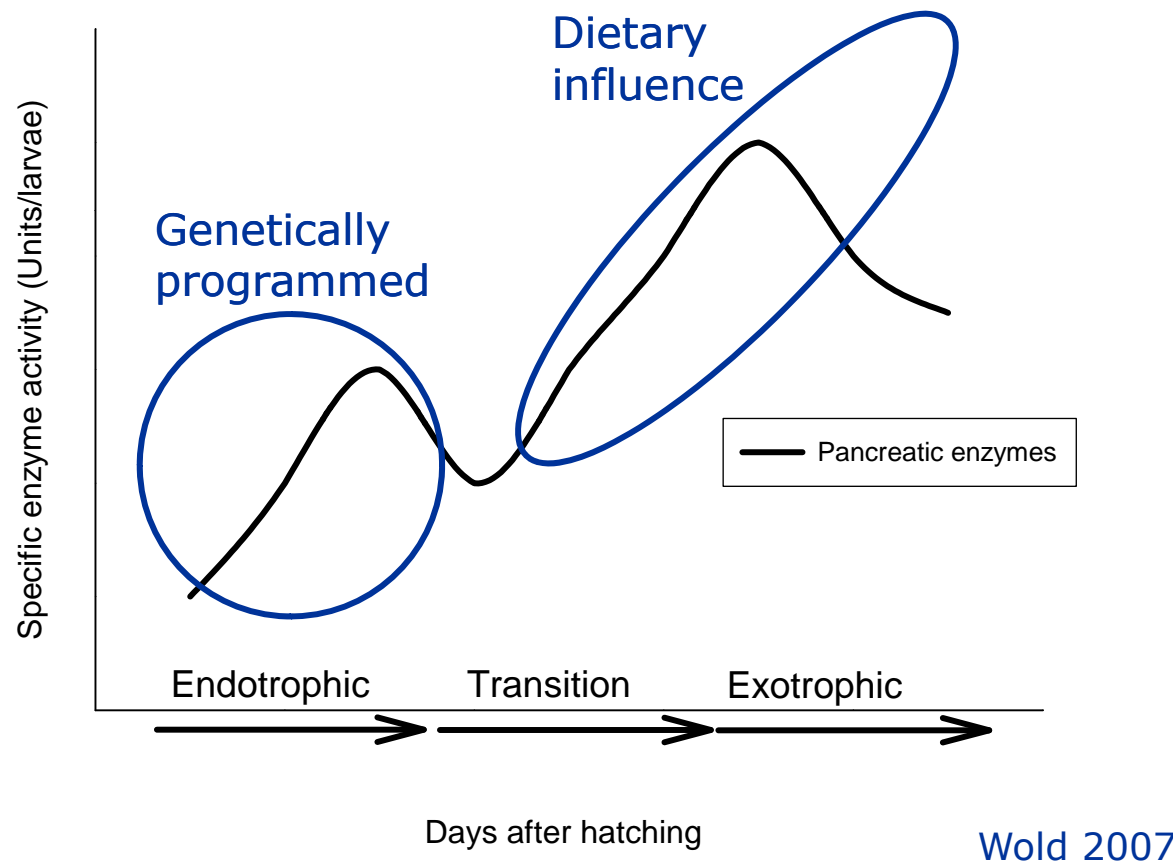 Dietary
influence
Genetically
programmed
Specific enzyme activity (Units/larvae)
Pancreatic enzymes
Endotrophic Transition Exotrophic
Days after hatching
Wold 2007